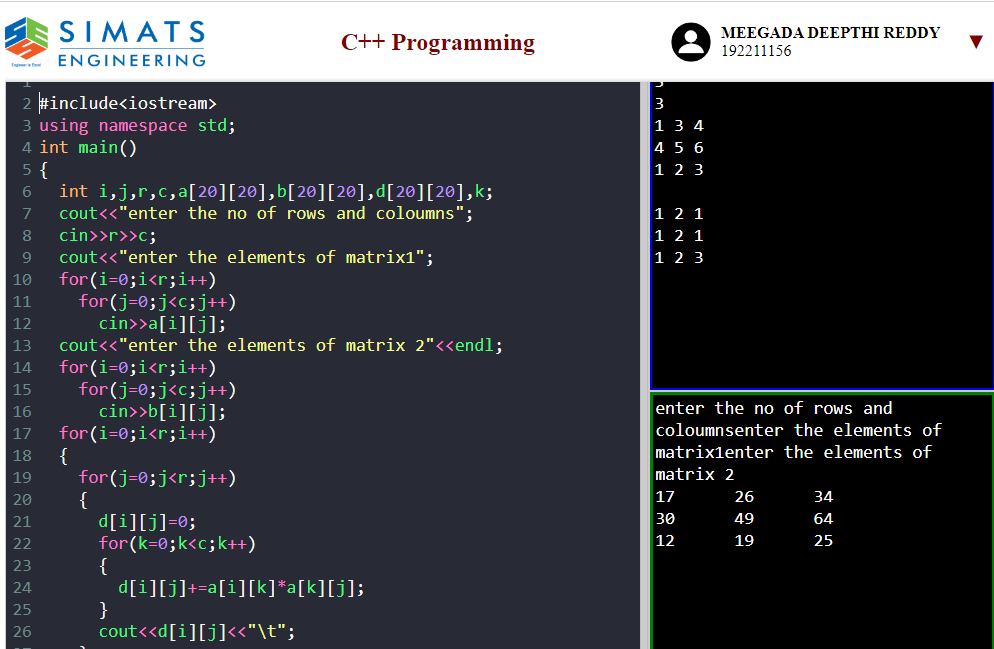 SIMATS
ENGINEERING
Engineer to Excel
C++ Programming
MEEGADA DEEPTHI REDDY
192211156
1
2 #include<iostream>
3 using namespace std;
4 int main()
5 {
6 int i,j,r,c,a[20][20],b[20][20],d[20][20],k;
7 cout<<"enter the no of rows and coloumns";
8 cin>>r>>c;
9 cout<<"enter the elements of matrix1";
10 for(i=0;i<r;i++)
11 for(j=0;j<c;j++)
12 cin>>a[i][j];
13 cout<<"enter the elements of matrix 2"<<endl;
14 for(i=0;i<r;i++)
15 for(j=0;j<c;j++)
16 cin>>b[i][j];
17 for(i=0;i<r;i++)
18 {
19 for(j=0;j<r;j++)
20 {
21 d[i][j]=0;
22 for(k=0;k<c;k++)
23 {
24 d[i][j]+=a[i][k]*a[k][j];
25 }
26 cout<<d[i][j]<<"\t";
3
3
1 3 4
4 5 6
1 2 3
1 2 1
1 2 1
1 2 3
enter the no of rows and
coloumnsenter the elements of
matrix1enter the elements of
matrix 2
17 26 34
30 49 64
12 19 25